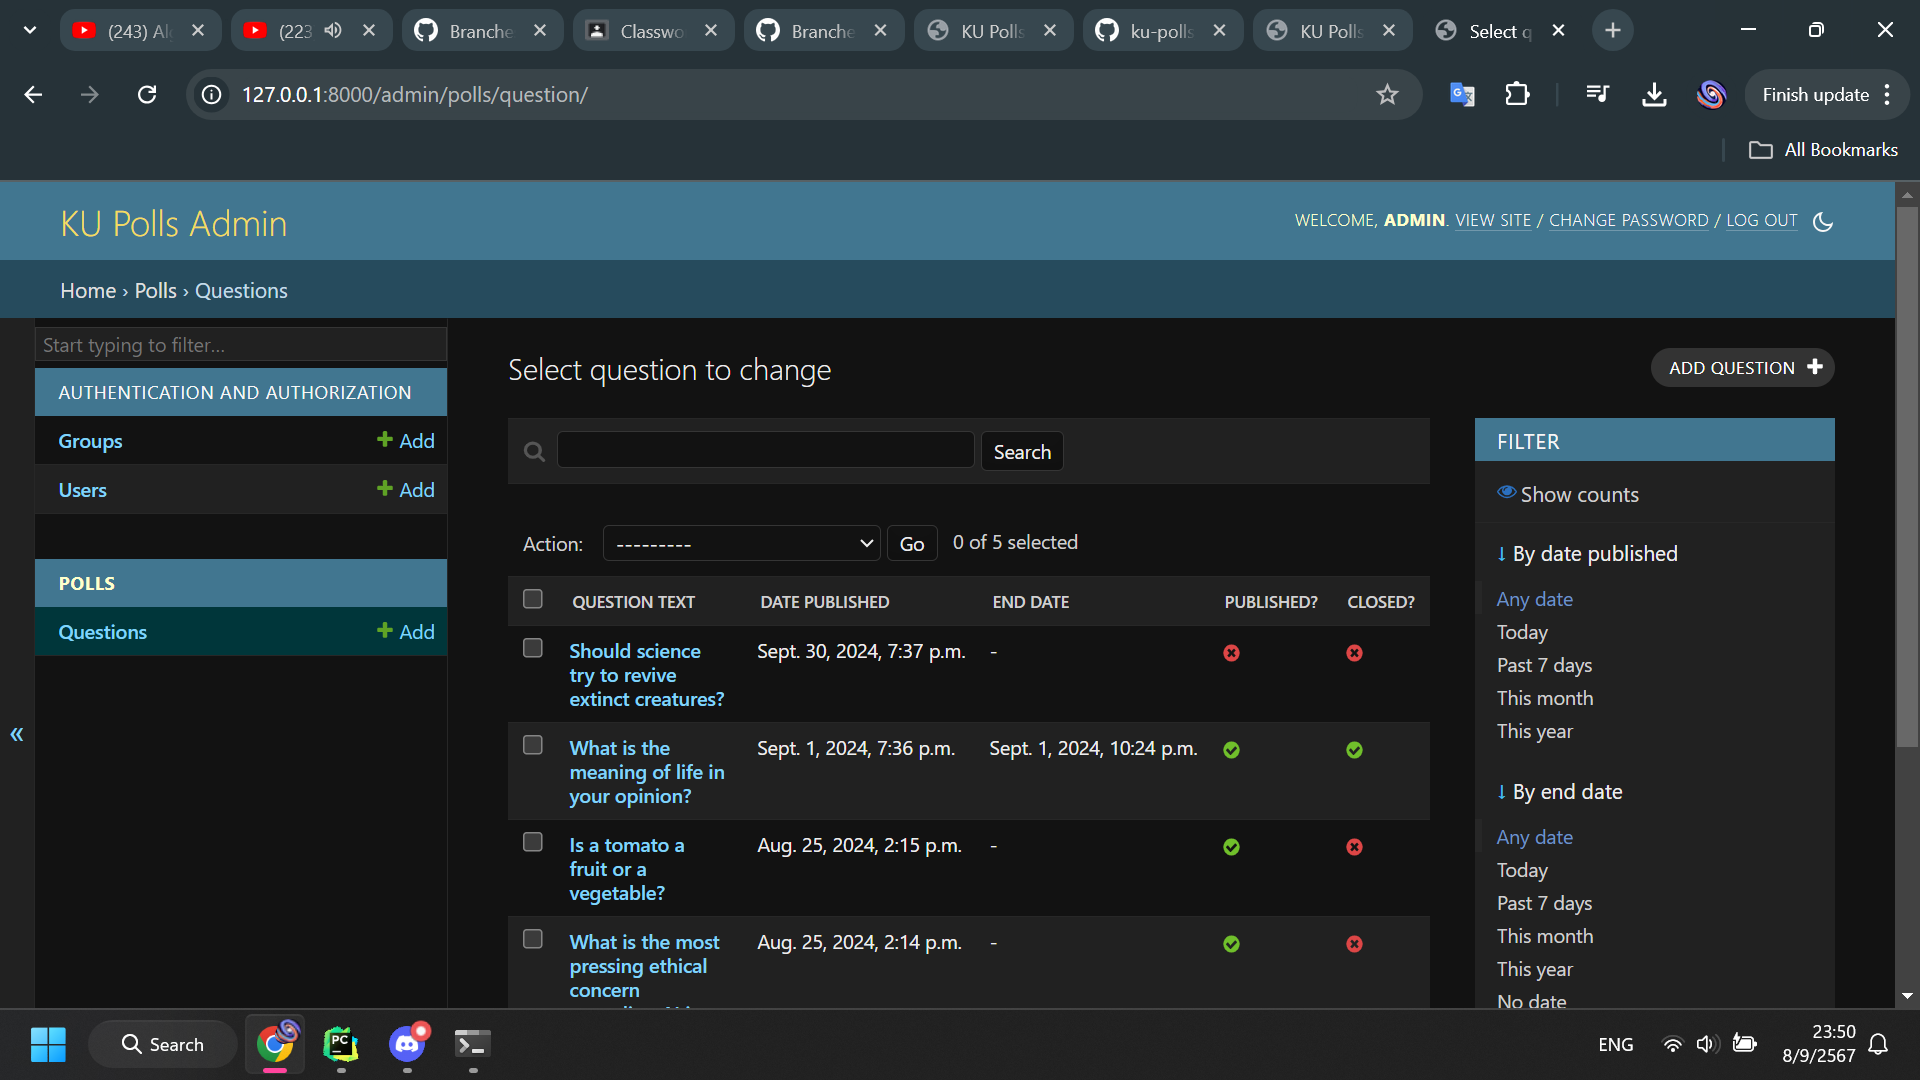 (243) Al
(223
Branche
Classwo
Branche
KU Polls
ku-polls
KU Polls
Select q
127.0.0.1:8000/admin/polls/question/
Finish update
All Bookmarks
KU Polls Admin
WELCOME, ADMIN. VIEW SITE / CHANGE PASSWORD / LOG OUT
Home › Polls › Questions
Start typing to filter...
AUTHENTICATION AND AUTHORIZATION
Groups + Add
Users + Add
POLLS
Questions + Add
«
Select question to change
ADD QUESTION +
Search
Action: --------- Go 0 of 5 selected
QUESTION TEXT DATE PUBLISHED END DATE PUBLISHED? CLOSED?
Should science Sept. 30, 2024, 7:37 p.m. -
try to revive
extinct creatures?
What is the Sept. 1, 2024, 7:36 p.m. Sept. 1, 2024, 10:24 p.m.
meaning of life in
your opinion?
Is a tomato a Aug. 25, 2024, 2:15 p.m. -
fruit or a
vegetable?
What is the most Aug. 25, 2024, 2:14 p.m. -
pressing ethical
concern
FILTER
Show counts
↓ By date published
Any date
Today
Past 7 days
This month
This year
↓ By end date
Any date
Today
Past 7 days
This month
This year
No date
Search
PC
ENG
23:50
8/9/2567